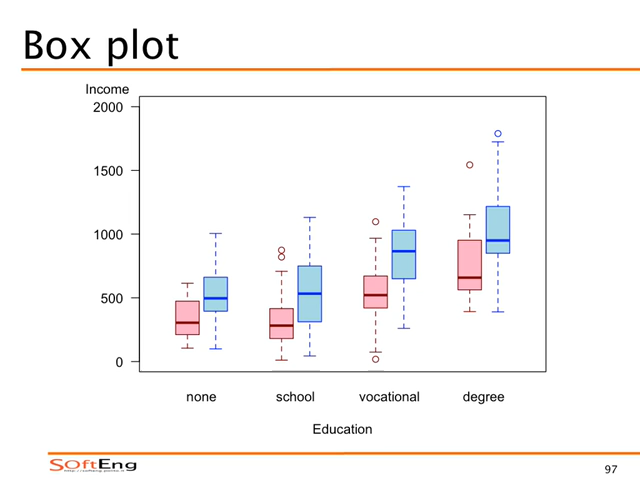 Box plot
Income
2000
1500
1000
500
0
none school vocational degree
Education
SOftEng
97